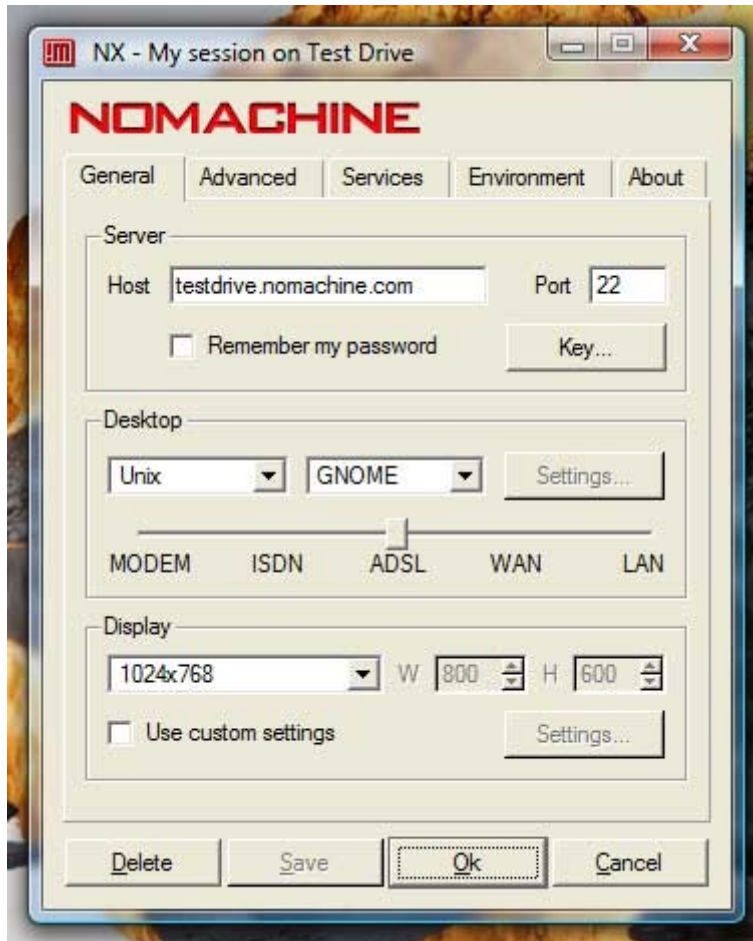 NX - My session on Test Drive
NOMACHINE
General Advanced Services Environment About
Server
Host testdrive.nomachine.com Port 22
Remember my password Key...
Desktop
Unix GNOME Settings...
MODEM ISDN ADSL WAN LAN
Display
1024x768 W 800 H 600
Use custom settings Settings...
Delete Save Ok Cancel